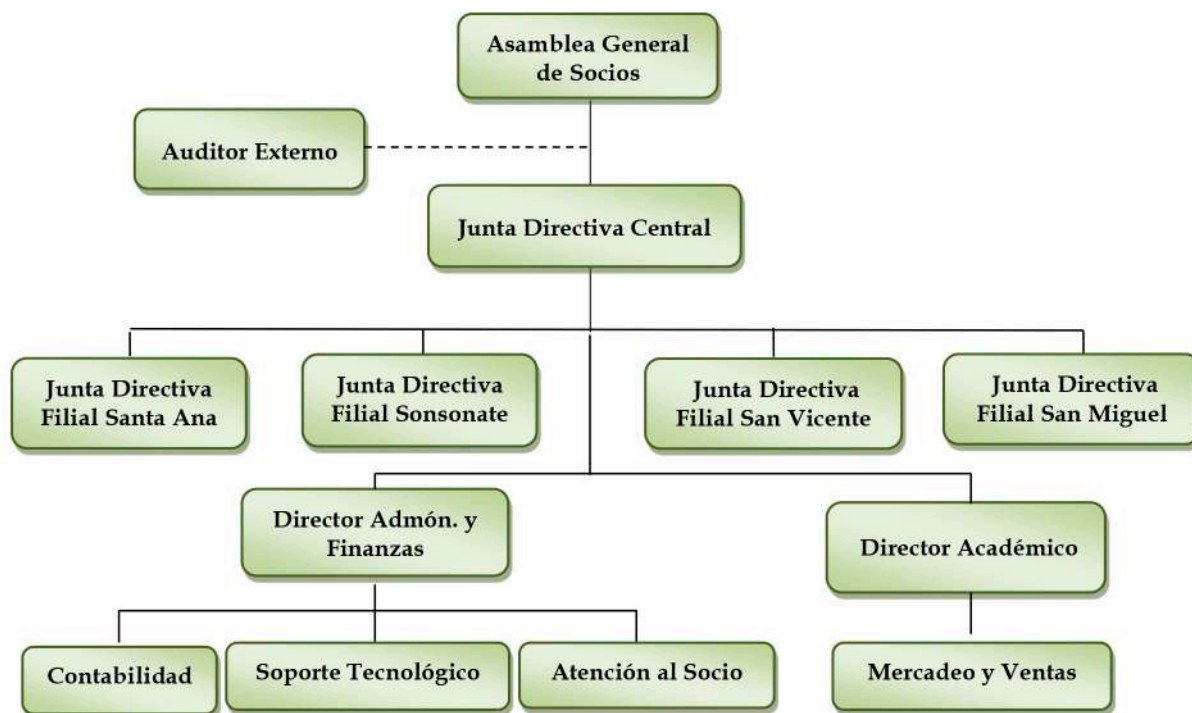 Asamblea General
de Socios
Auditor Externo
Junta Directiva Central
Junta Directiva
Filial Santa Ana
Junta Directiva
Filial Sonsonate
Junta Directiva
Filial San Vicente
Junta Directiva
Filial San Miguel
Director Admón. y
Finanzas
Director Académico
Contabilidad
Soporte Tecnológico
Atención al Socio
Mercadeo y Ventas